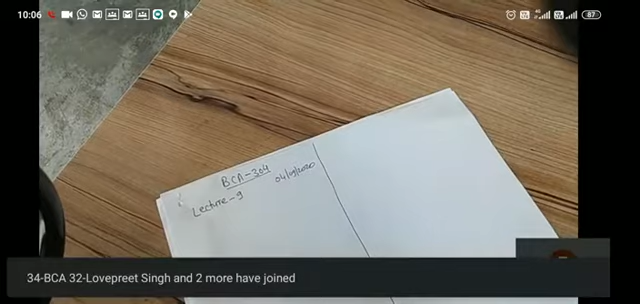 10:06
87
BCA-304
04/09/2020
Lecture-9
34-BCA 32-Lovepreet Singh and 2 more have joined